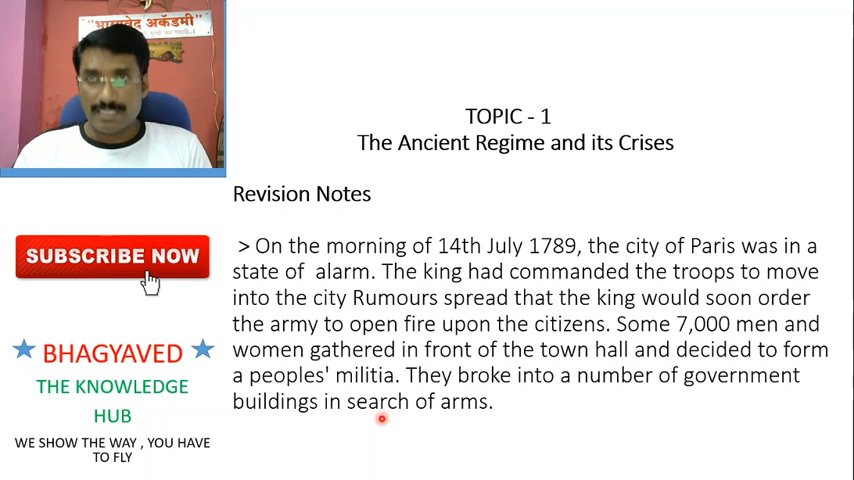 "भाग्यवेद अकॅडमी"
TOPIC - 1
The Ancient Regime and its Crises
Revision Notes
> On the morning of 14th July 1789, the city of Paris was in a
state of alarm. The king had commanded the troops to move
into the city Rumours spread that the king would soon order
the army to open fire upon the citizens. Some 7,000 men and
women gathered in front of the town hall and decided to form
a peoples' militia. They broke into a number of government
buildings in search of arms.
SUBSCRIBE NOW
BHAGYAVED
THE KNOWLEDGE
HUB
WE SHOW THE WAY , YOU HAVE
TO FLY